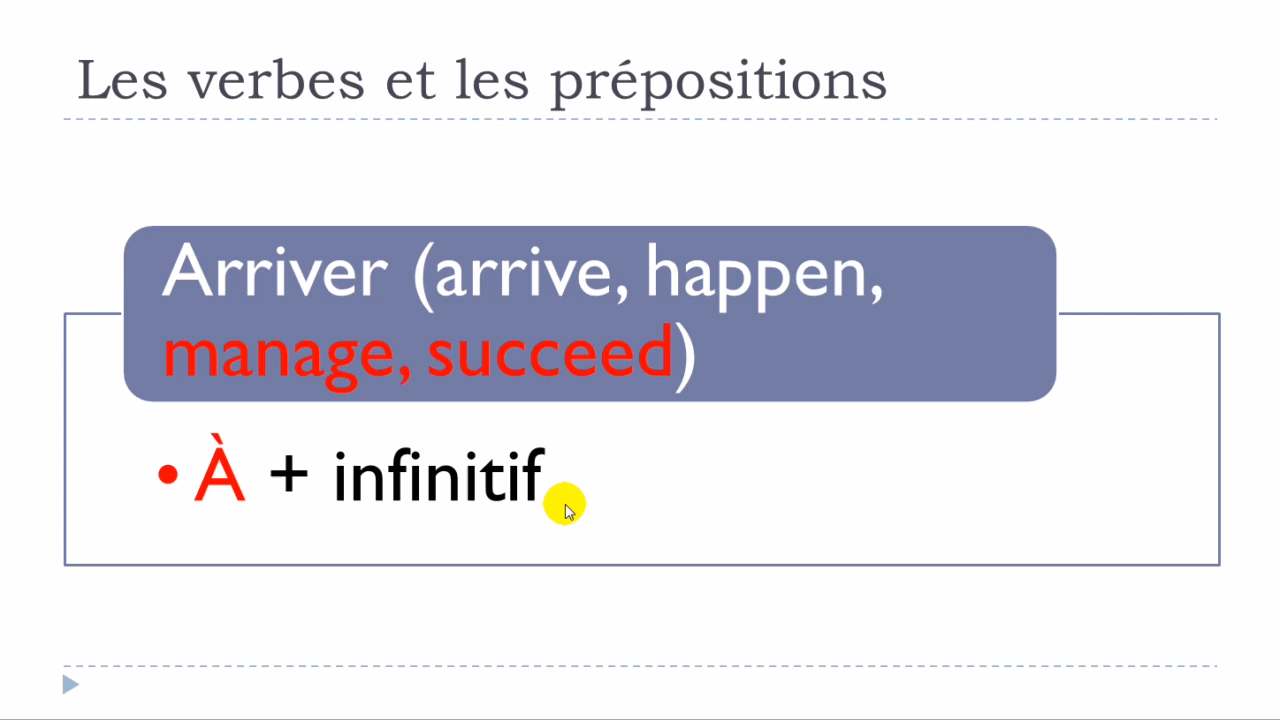 Les verbes et les prépositions
Arriver (arrive, happen,
manage, succeed)
• À + infinitif